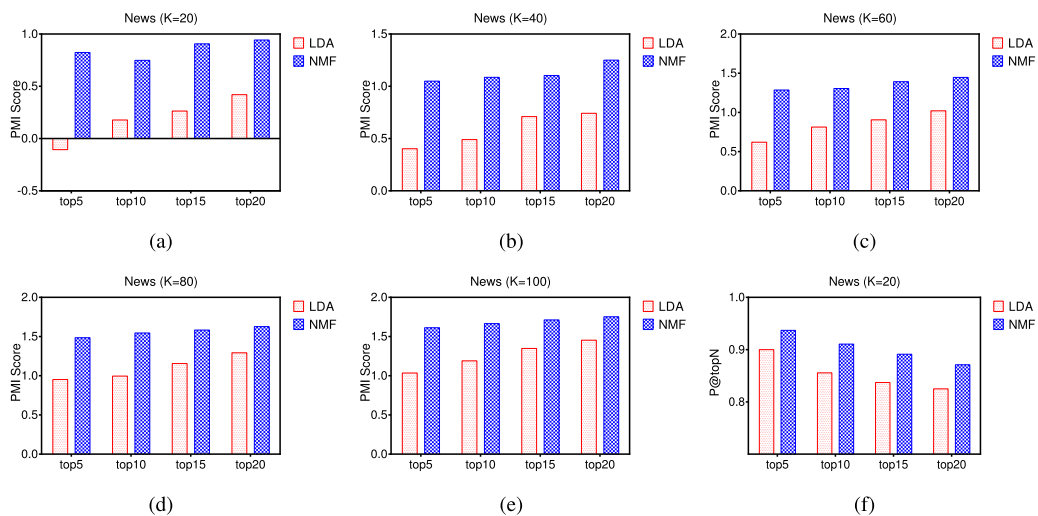 News (K=20)
PMI Score
1.0
0.5
0.0
-0.5
top5 top10 top15 top20
LDA
NMF
(a)
News (K=40)
PMI Score
1.5
1.0
0.5
0.0
top5 top10 top15 top20
LDA
NMF
(b)
News (K=60)
PMI Score
2.0
1.5
1.0
0.5
0.0
top5 top10 top15 top20
LDA
NMF
(c)
News (K=80)
PMI Score
2.0
1.5
1.0
0.5
0.0
top5 top10 top15 top20
LDA
NMF
(d)
News (K=100)
PMI Score
2.0
1.5
1.0
0.5
0.0
top5 top10 top15 top20
LDA
NMF
(e)
News (K=20)
P@topN
1.0
0.9
0.8
top5 top10 top15 top20
LDA
NMF
(f)